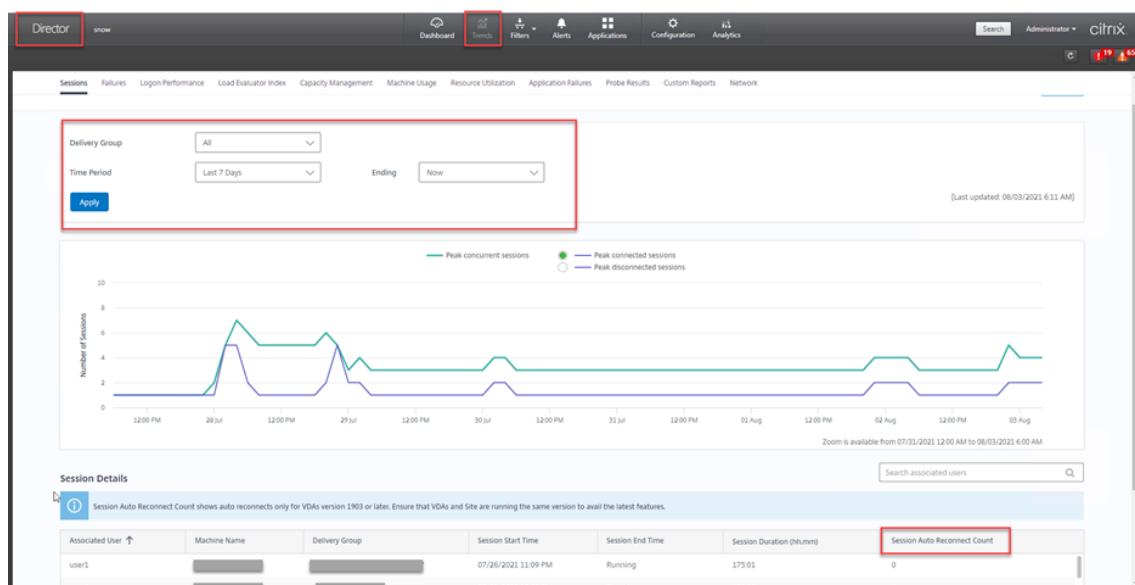 Director snow Dashboard Trends Filters Alerts Applications Configuration Analytics Search Administrator citrix
19 65
Sessions Failures Logon Performance Load Evaluator Index Capacity Management Machine Usage Resource Utilization Application Failures Probe Results Custom Reports Network
Delivery Group All
Time Period Last 7 Days Ending Now
Apply
[Last updated: 08/03/2021 6:11 AM]
Peak concurrent sessions Peak connected sessions
Peak disconnected sessions
Number of Sessions
10
8
6
4
2
0
12:00 PM 28 Jul 12:00 PM 29 Jul 12:00 PM 30 Jul 12:00 PM 31 Jul 12:00 PM 01 Aug 12:00 PM 02 Aug 12:00 PM 03 Aug
Zoom is available from 07/31/2021 12:00 AM to 08/03/2021 6:00 AM
Session Details Search associated users
Session Auto Reconnect Count shows auto reconnects only for VDAs version 1903 or later. Ensure that VDAs and Site are running the same version to avail the latest features.
Associated User Machine Name Delivery Group Session Start Time Session End Time Session Duration (hh:mm) Session Auto Reconnect Count
user1 07/26/2021 11:09 PM Running 175:01 0